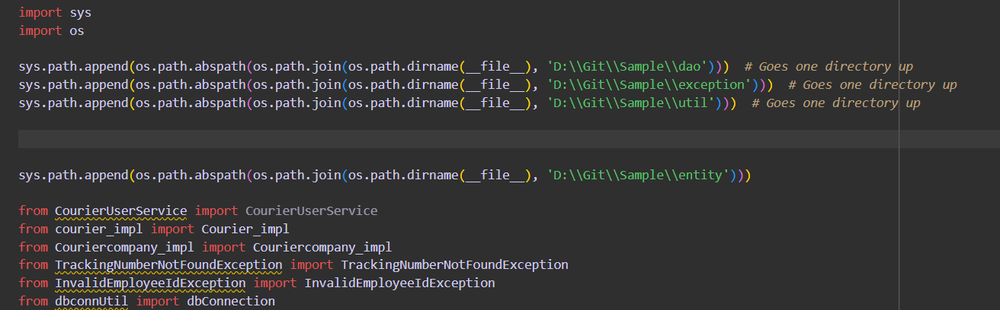 import sys
import os
sys.path.append(os.path.abspath(os.path.join(os.path.dirname(__file__), 'D:\\Git\\Sample\\dao')))  # Goes one directory up
sys.path.append(os.path.abspath(os.path.join(os.path.dirname(__file__), 'D:\\Git\\Sample\\exception')))  # Goes one directory up
sys.path.append(os.path.abspath(os.path.join(os.path.dirname(__file__), 'D:\\Git\\Sample\\util')))  # Goes one directory up
sys.path.append(os.path.abspath(os.path.join(os.path.dirname(__file__), 'D:\\Git\\Sample\\entity')))
from CourierUserService import CourierUserService
from courier_impl import Courier_impl
from Couriercompany_impl import Couriercompany_impl
from TrackingNumberNotFoundException import TrackingNumberNotFoundException
from InvalidEmployeeIdException import InvalidEmployeeIdException
from dbconnUtil import dbConnection